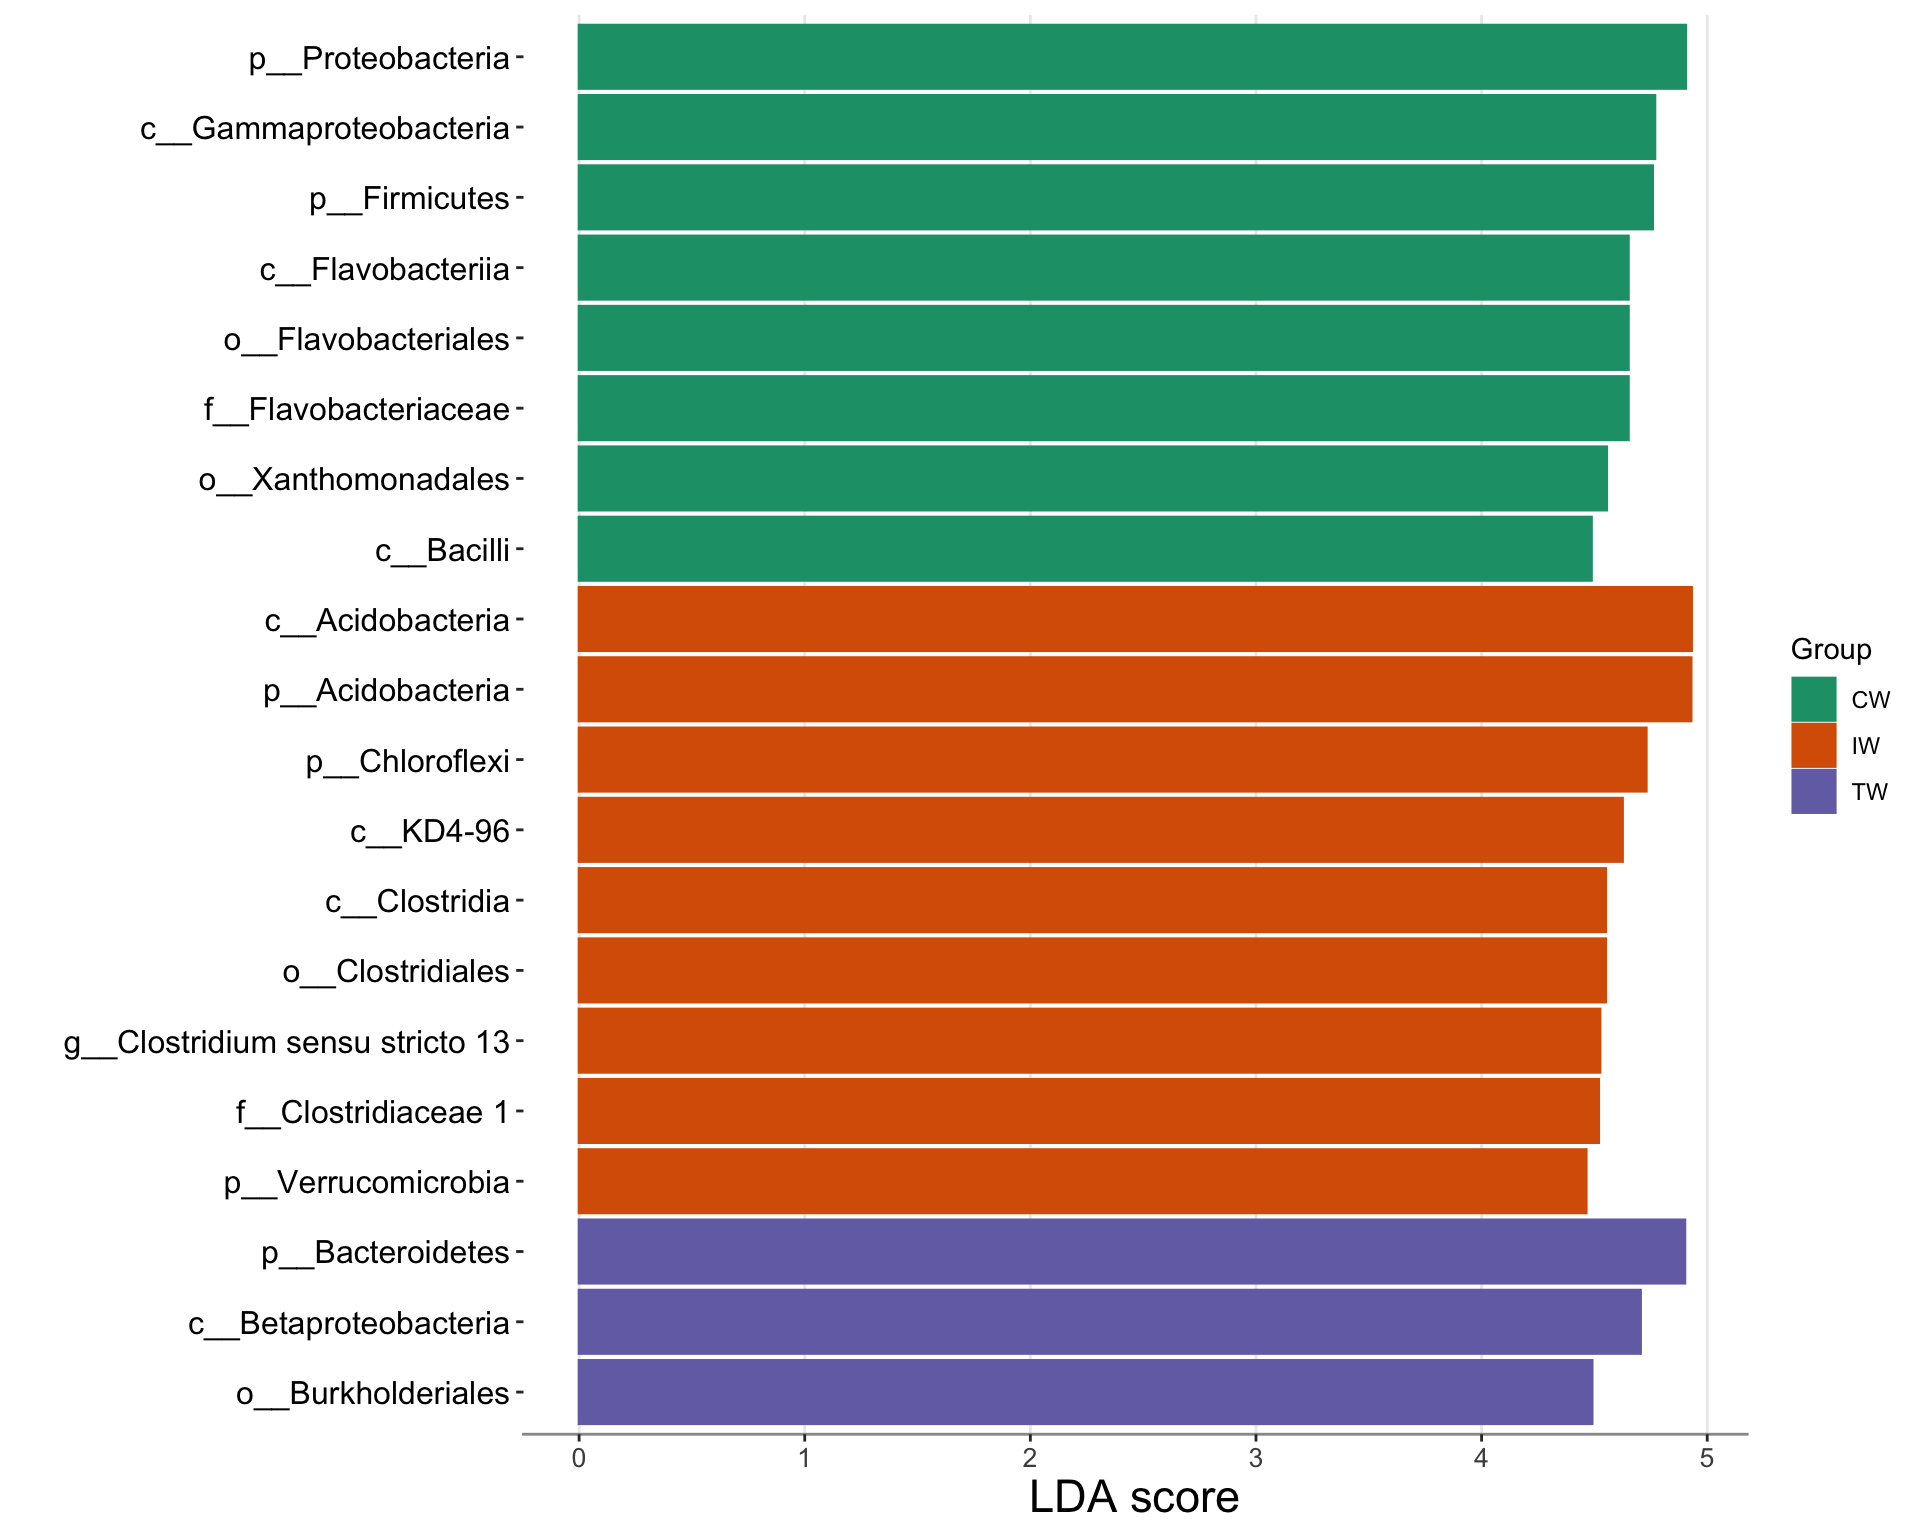 p__Proteobacteria
c__Gammaproteobacteria
p__Firmicutes
c__Flavobacteriia
o__Flavobacteriales
f__Flavobacteriaceae
o__Xanthomonadales
c__Bacilli
c__Acidobacteria
p__Acidobacteria
p__Chloroflexi
c__KD4-96
c__Clostridia
o__Clostridiales
g__Clostridium sensu stricto 13
f__Clostridiaceae 1
p__Verrucomicrobia
p__Bacteroidetes
c__Betaproteobacteria
o__Burkholderiales
0 1 2 3 4 5
LDA score
Group
CW
IW
TW